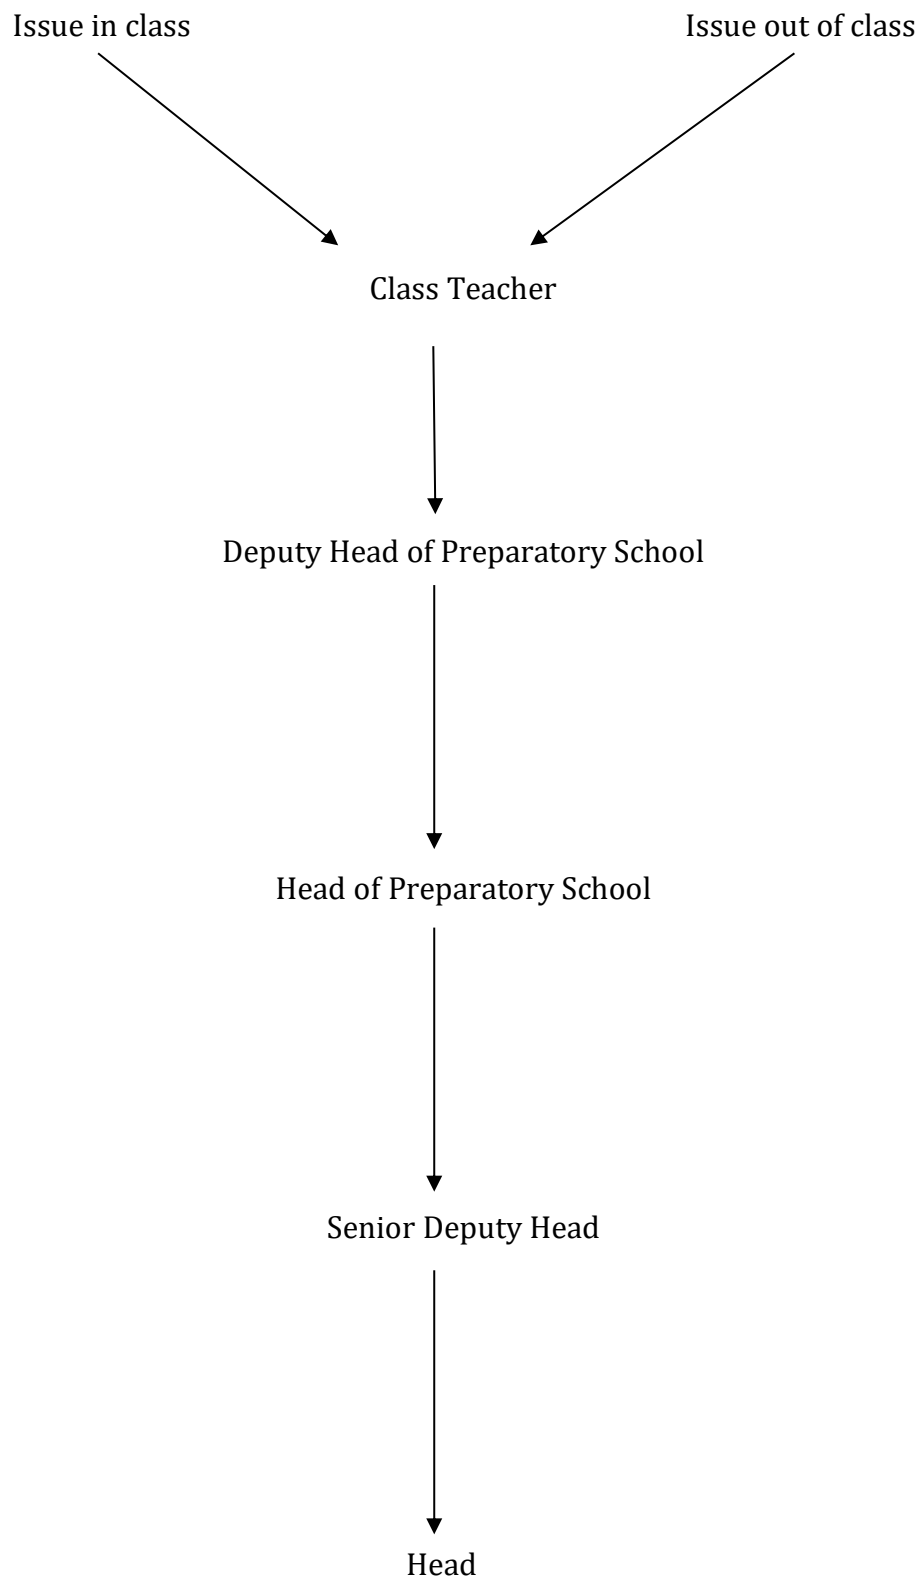 Issue in class
Issue out of class
Class Teacher
Deputy Head of Preparatory School
Head of Preparatory School
Senior Deputy Head
Head